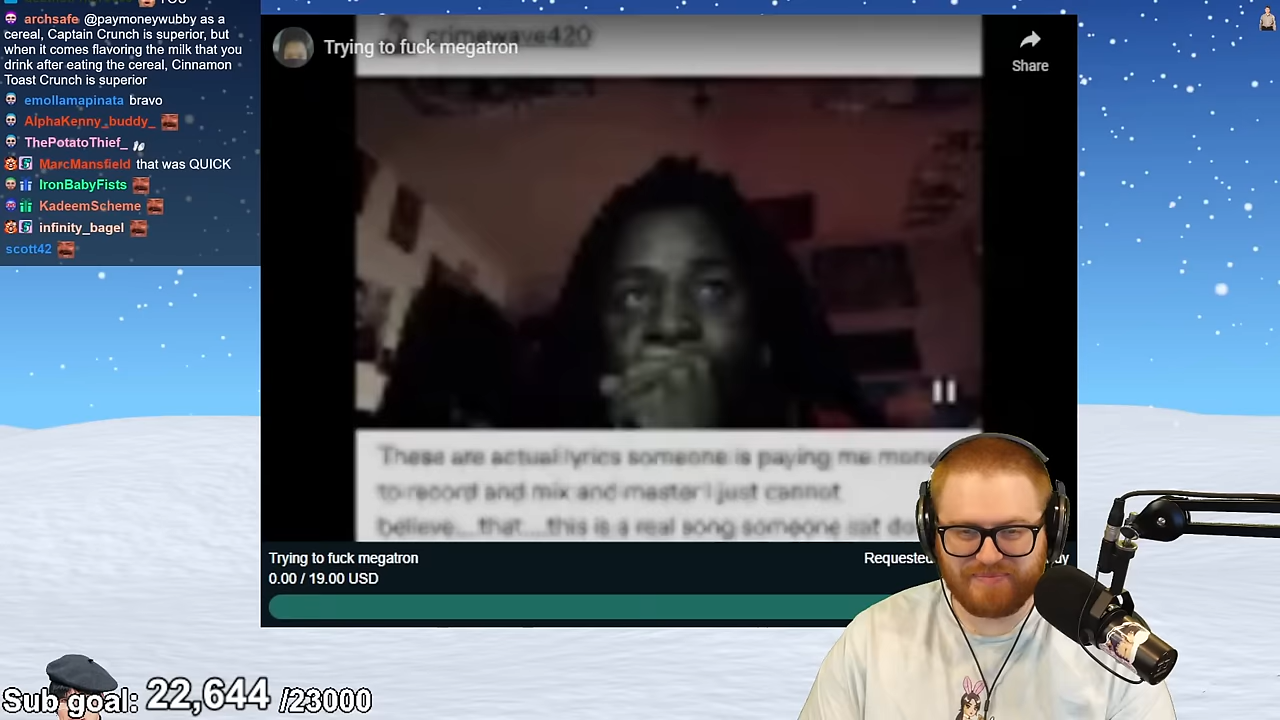 archsafe @paymoneywubby as a
cereal, Captain Crunch is superior, but
when it comes flavoring the milk that you
drink after eating the cereal, Cinnamon
Toast Crunch is superior
emollamapinata bravo
AlphaKenny_buddy_
ThePotatoThief_
MarcMansfield that was QUICK
IronBabyFists
KadeemScheme
infinity_bagel
scott42
crimewave420
Trying to fuck megatron
Share
These are actual lyrics someone is paying me
to record and mix and master I just cannot
believe....that....this is a real song someone sat
Trying to fuck megatron
Requested
0.00 / 19.00 USD
Sub goal: 22,644 /23000